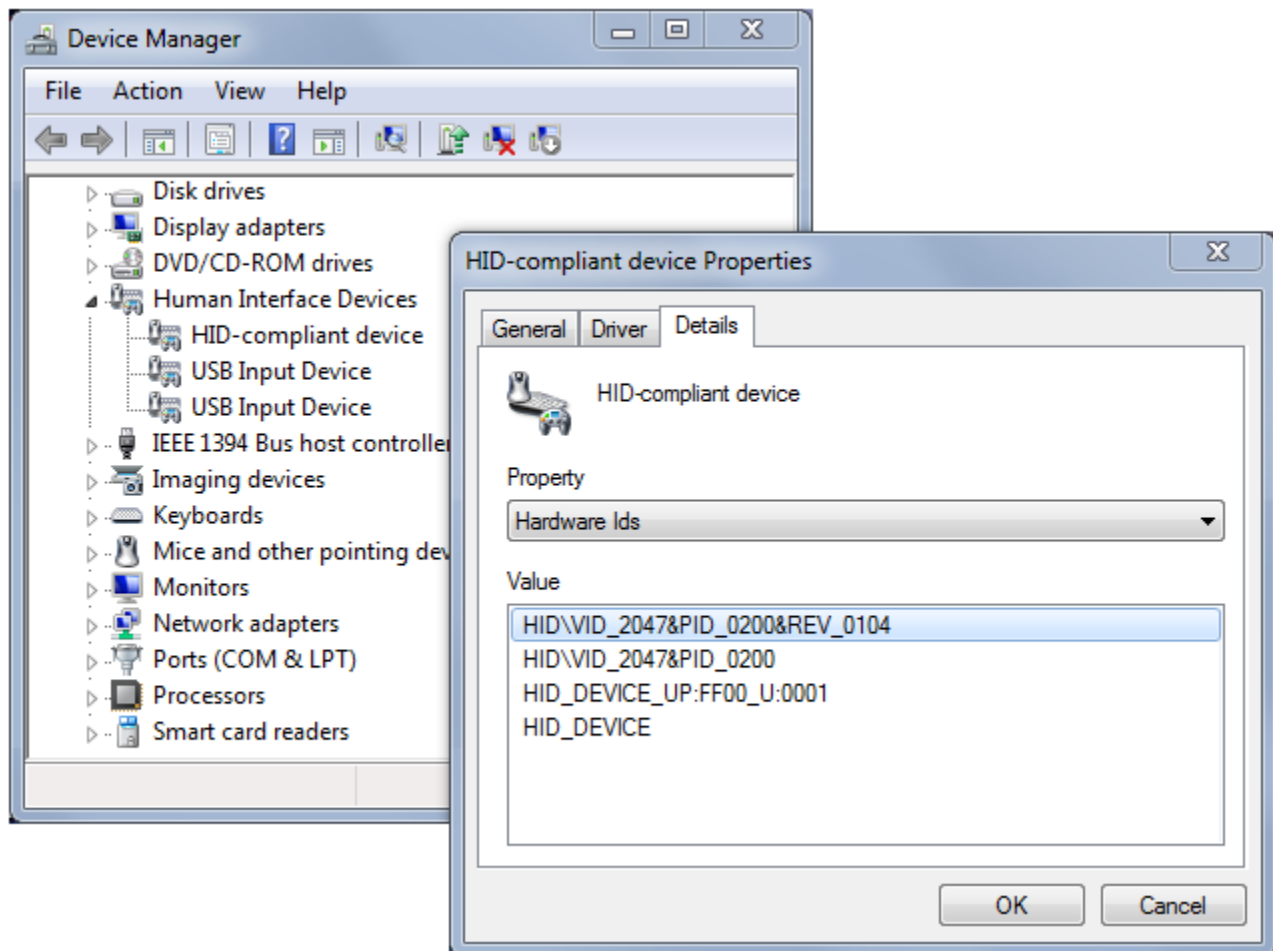 Device Manager
File Action View Help
Disk drives
Display adapters
DVD/CD-ROM drives
Human Interface Devices
HID-compliant device
USB Input Device
USB Input Device
IEEE 1394 Bus host controller
Imaging devices
Keyboards
Mice and other pointing dev
Monitors
Network adapters
Ports (COM & LPT)
Processors
Smart card readers
HID-compliant device Properties
General Driver Details
HID-compliant device
Property
Hardware Ids
Value
HID\VID_2047&PID_0200&REV_0104
HID\VID_2047&PID_0200
HID_DEVICE_UP:FF00_U:0001
HID_DEVICE
OK Cancel